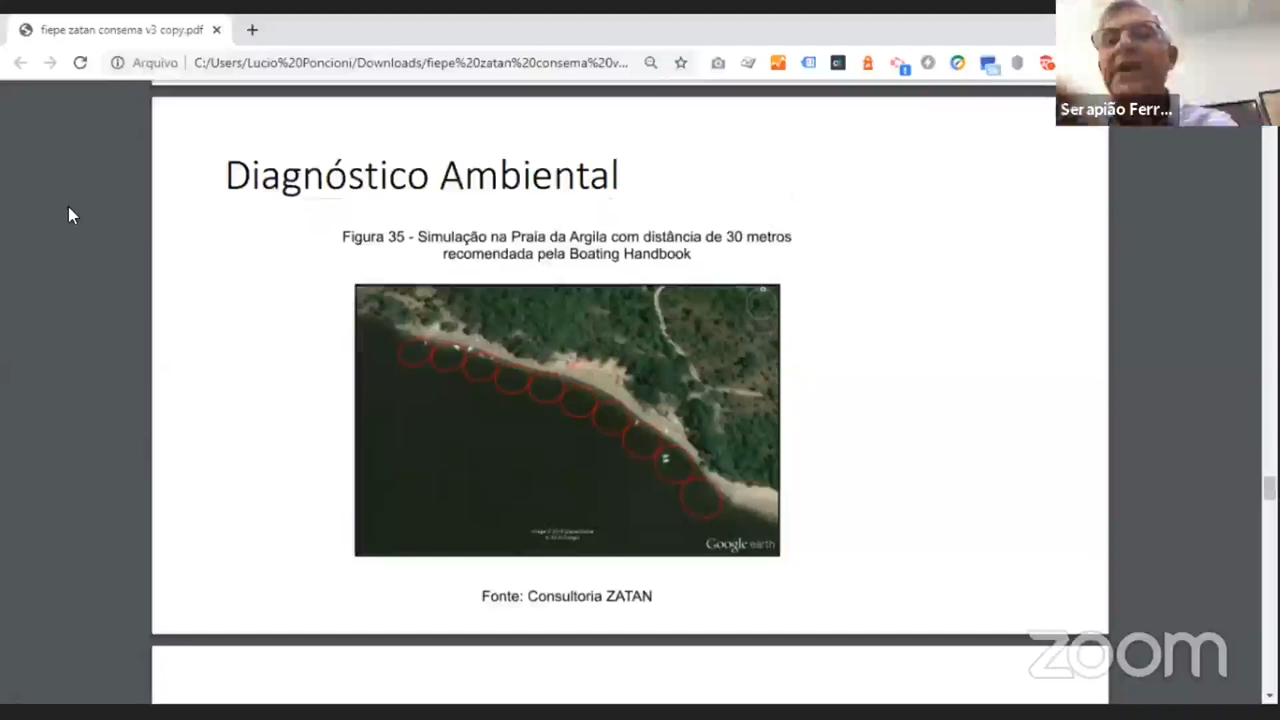 fiepe zatan consema v3 copy.pdf
Arquivo C:/Users/Lucio%20Poncioni/Downloads/fiepe%20zatan%20consema%20v...
Serapião Ferr...
Diagnóstico Ambiental
Figura 35 - Simulação na Praia da Argila com distância de 30 metros
recomendada pela Boating Handbook
Google earth
Fonte: Consultoria ZATAN
zoom